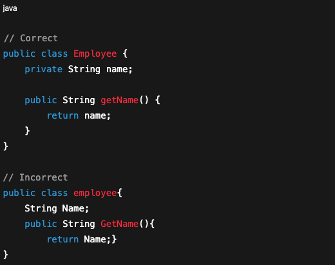 java
// Correct
public class Employee {
    private String name;
    public String getName() {
        return name;
    }
}
// Incorrect
public class employee{
    String Name;
    public String GetName(){
        return Name;}
}